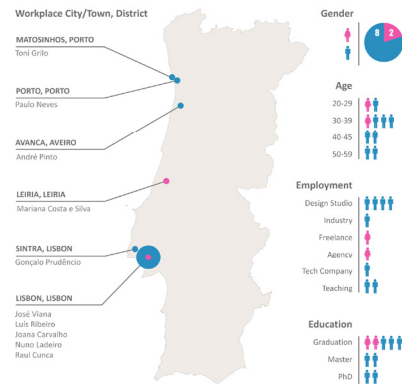 Workplace City/Town, District
MATOSINHOS, PORTO
Toni Grilo
PORTO, PORTO
Paulo Neves
AVANCA, AVEIRO
André Pinto
LEIRIA, LEIRIA
Mariana Costa e Silva
SINTRA, LISBON
Gonçalo Prudêncio
LISBON, LISBON
José Viana
Luís Ribeiro
Joana Carvalho
Nuno Ladeiro
Raul Cunca
Gender
8 2
Age
20-29
30-39
40-45
50-59
Employment
Design Studio
Industry
Freelance
Agency
Tech Company
Teaching
Education
Graduation
Master
PhD